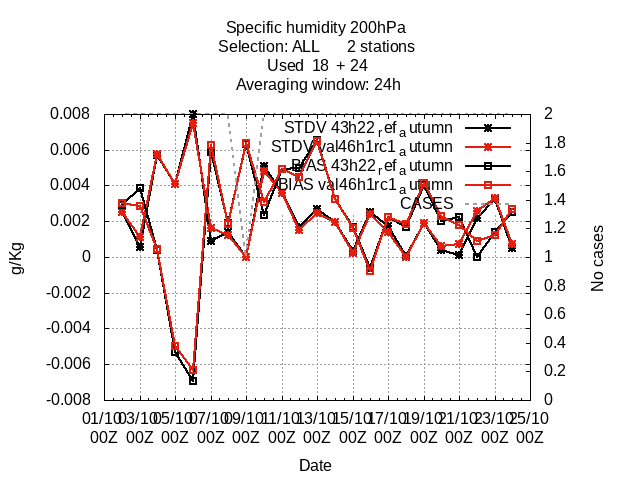 Specific humidity 200hPa
Selection: ALL 2 stations
Used 18 + 24
Averaging window: 24h
0.008
0.006
0.004
0.002
0
-0.002
-0.004
-0.006
-0.008
g/Kg
2
1.8
1.6
1.4
1.2
1
0.8
0.6
0.4
0.2
0
No cases
STDV 43h22refautumn
STDV val46h1rc1autumn
BIAS 43h22refautumn
BIAS val46h1rc1autumn
CASES
01/10 03/10 05/10 07/10 09/10 11/10 13/10 15/10 17/10 19/10 21/10 23/10 25/10
00Z 00Z 00Z 00Z 00Z 00Z 00Z 00Z 00Z 00Z 00Z 00Z 00Z
Date